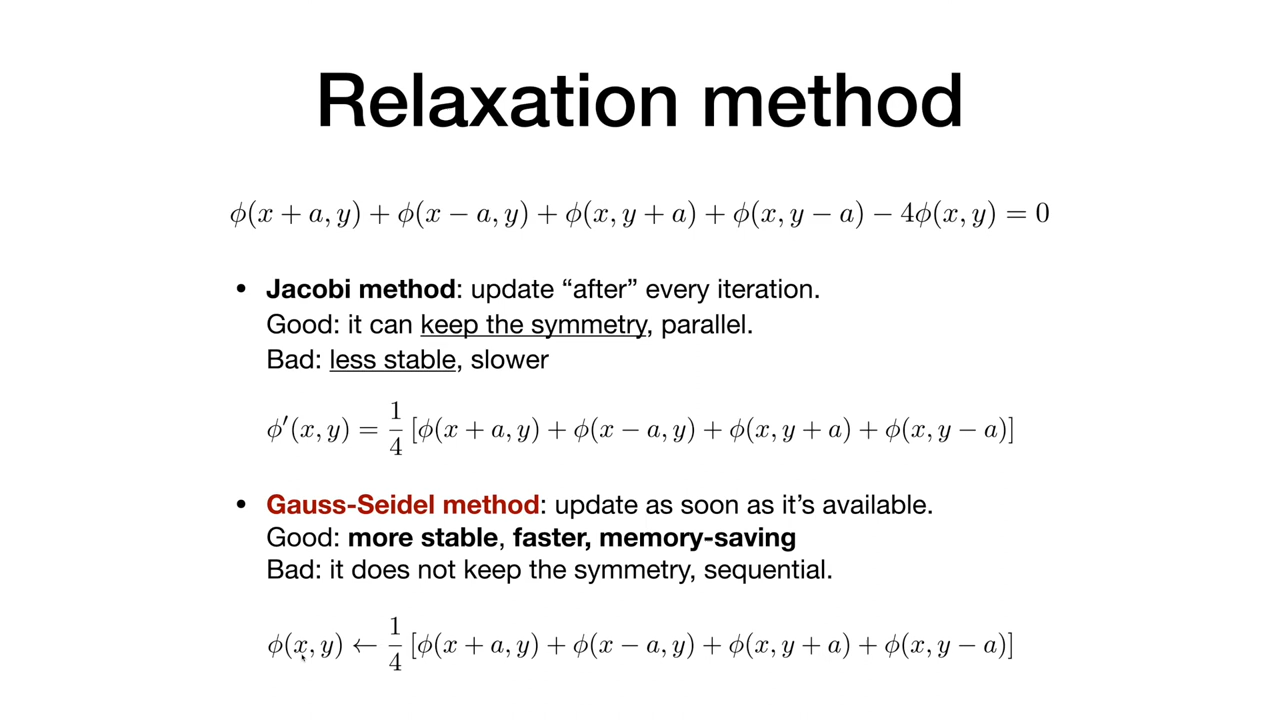 Relaxation method
ϕ(x + a, y) + ϕ(x − a, y) + ϕ(x, y + a) + ϕ(x, y − a) − 4ϕ(x, y) = 0
• Jacobi method: update “after” every iteration.
Good: it can keep the symmetry, parallel.
Bad: less stable, slower
ϕ′(x, y) = 1/4 [ϕ(x + a, y) + ϕ(x − a, y) + ϕ(x, y + a) + ϕ(x, y − a)]
• Gauss-Seidel method: update as soon as it’s available.
Good: more stable, faster, memory-saving
Bad: it does not keep the symmetry, sequential.
ϕ(x, y) ← 1/4 [ϕ(x + a, y) + ϕ(x − a, y) + ϕ(x, y + a) + ϕ(x, y − a)]